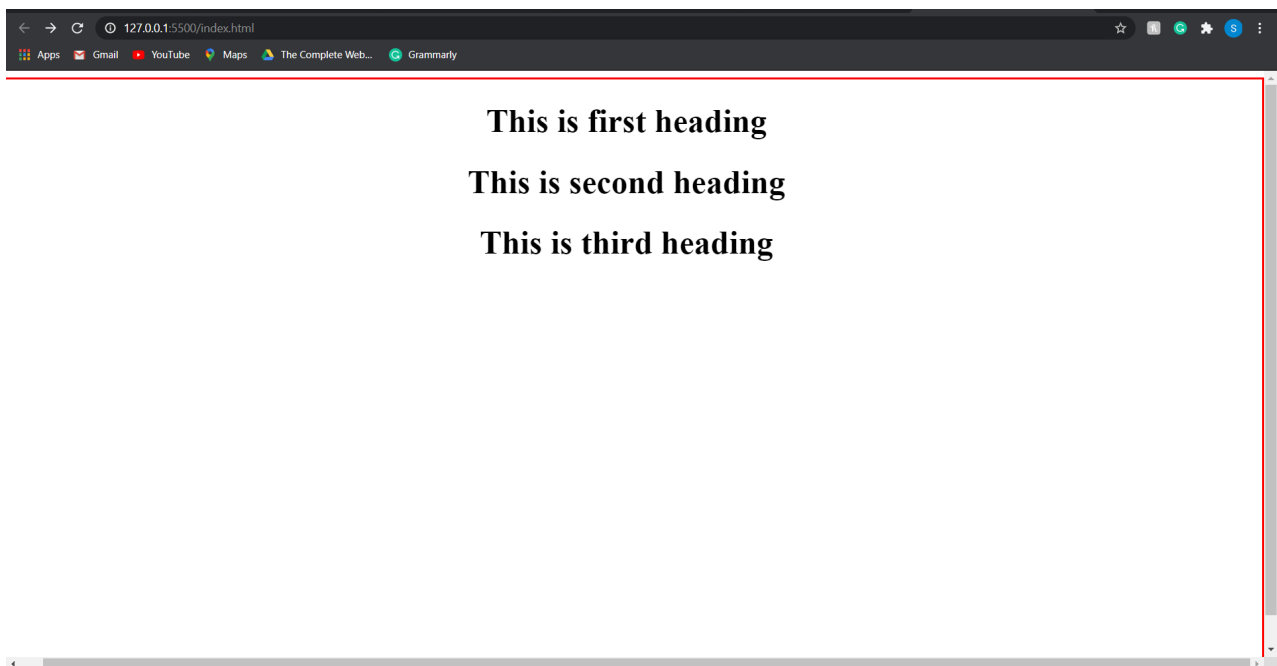 127.0.0.1:5500/index.html
S
Apps Gmail YouTube Maps The Complete Web... Grammarly
This is first heading
This is second heading
This is third heading